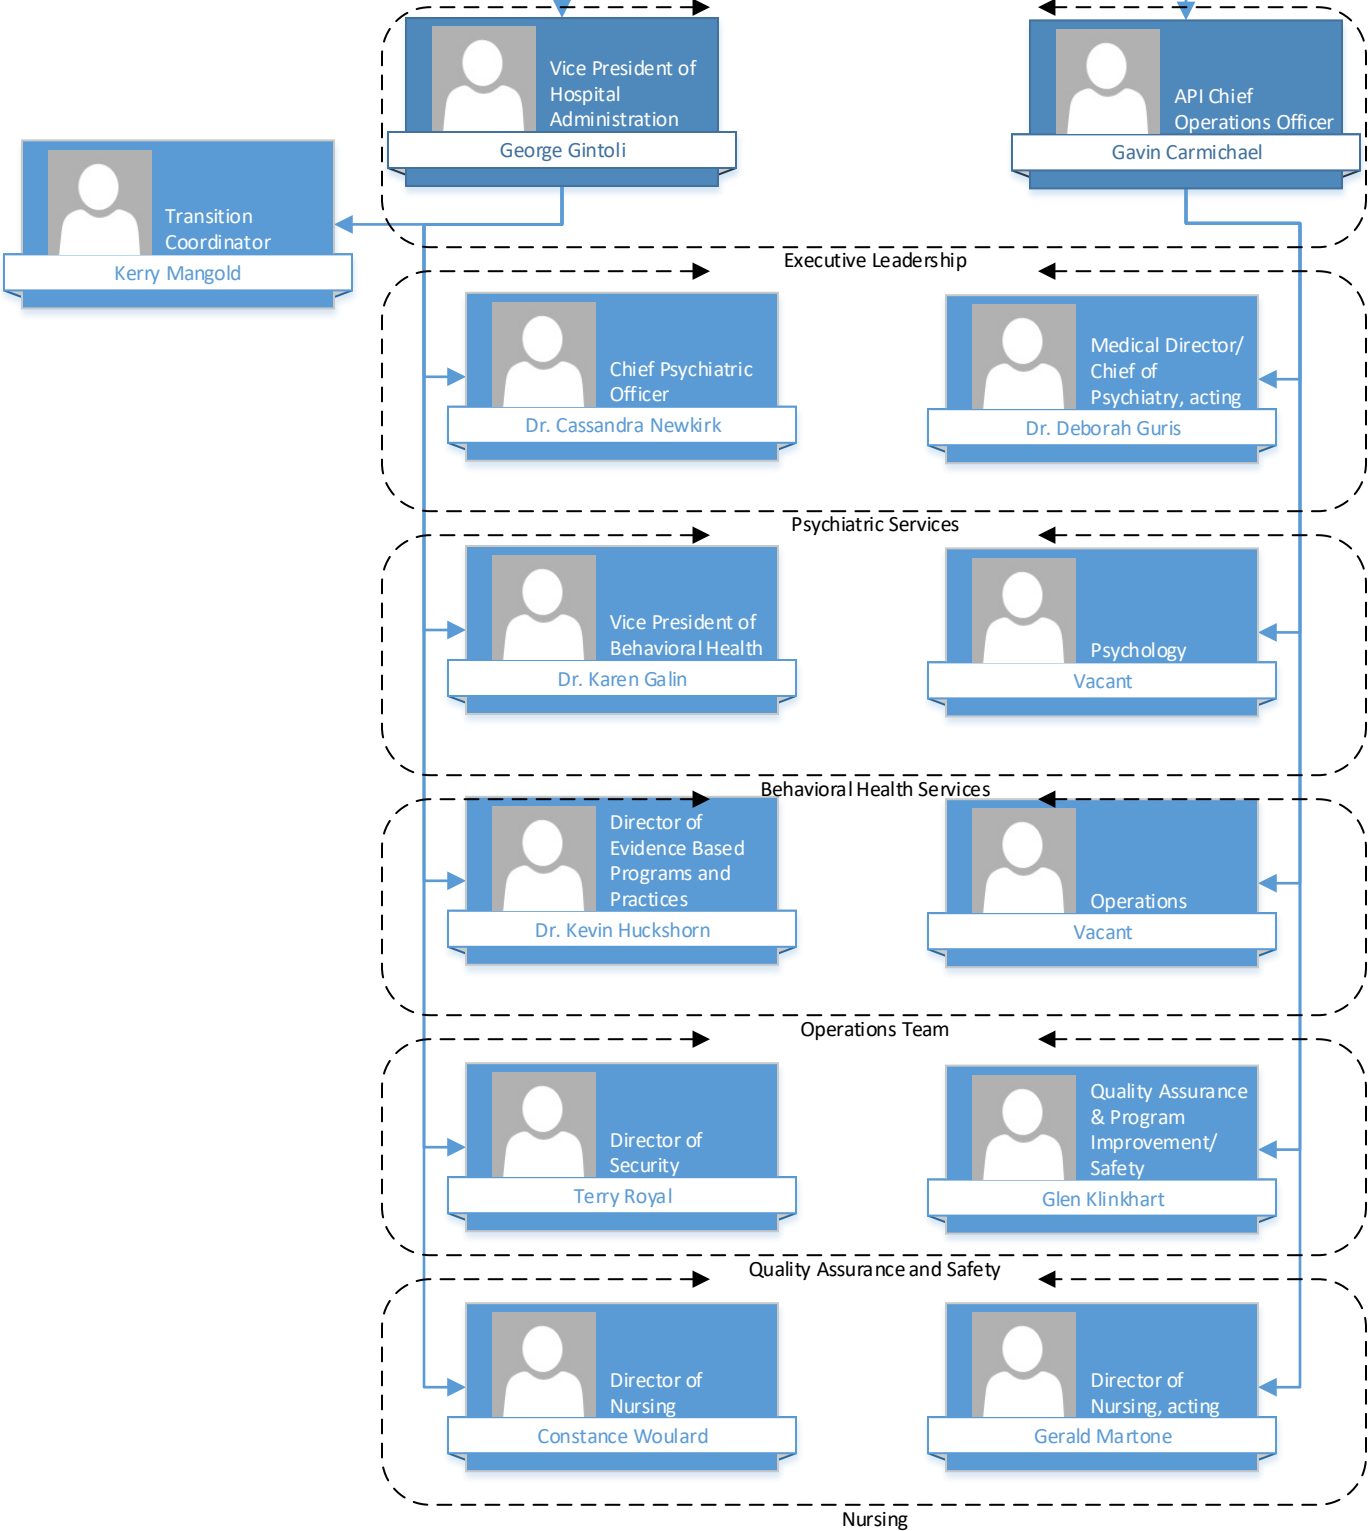 Vice President of
Hospital
Administration
George Gintoli
API Chief
Operations Officer
Gavin Carmichael
Transition
Coordinator
Kerry Mangold
Executive Leadership
Chief Psychiatric
Officer
Dr. Cassandra Newkirk
Medical Director/
Chief of
Psychiatry, acting
Dr. Deborah Guris
Psychiatric Services
Vice President of
Behavioral Health
Dr. Karen Galin
Psychology
Vacant
Behavioral Health Services
Director of
Evidence Based
Programs and
Practices
Dr. Kevin Huckshorn
Operations
Vacant
Operations Team
Director of
Security
Terry Royal
Quality Assurance
& Program
Improvement/
Safety
Glen Klinkhart
Quality Assurance and Safety
Director of
Nursing
Constance Woulard
Director of
Nursing, acting
Gerald Martone
Nursing